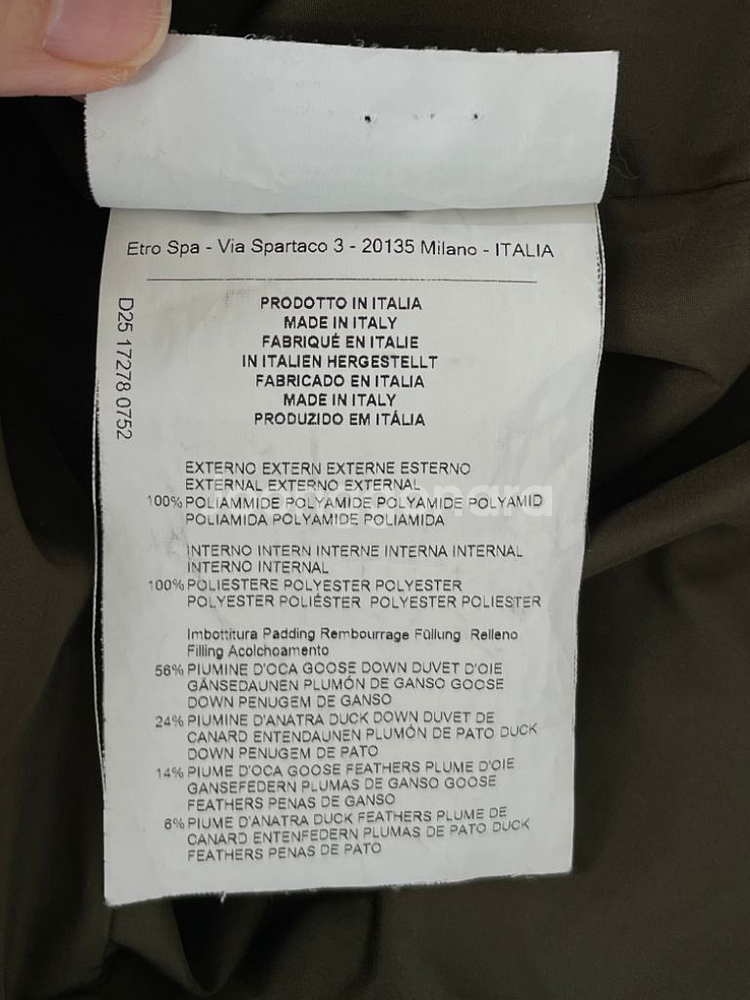 Etro Spa - Via Spartaco 3 - 20135 Milano - ITALIA
D25 17278 0752
PRODOTTO IN ITALIA
MADE IN ITALY
FABRIQUÉ EN ITALIE
IN ITALIEN HERGESTELLT
FABRICADO EN ITALIA
MADE IN ITALY
PRODUZIDO EM ITÁLIA
EXTERNO EXTERN EXTERNE ESTERNO
EXTERNAL EXTERNO EXTERNAL
100% POLIAMMIDE POLYAMIDE POLYAMIDE POLYAMID
POLIAMIDA POLYAMIDE POLIAMIDA
INTERNO INTERN INTERNE INTERNA INTERNAL
INTERNO INTERNAL
100% POLIESTERE POLYESTER POLYESTER
POLYESTER POLIÉSTER POLYESTER POLIESTER
Imbottitura Padding Rembourrage Füllung Relleno
Filling Acolchoamento
56% PIUMINE D'OCA GOOSE DOWN DUVET D'OIE
GÄNSEDAUNEN PLUMÓN DE GANSO GOOSE
DOWN PENUGEM DE GANSO
24% PIUMINE D'ANATRA DUCK DOWN DUVET DE
CANARD ENTENDAUNEN PLUMÓN DE PATO DUCK
DOWN PENUGEM DE PATO
14% PIUME D'OCA GOOSE FEATHERS PLUME D'OIE
GANSEFEDERN PLUMAS DE GANSO GOOSE
FEATHERS PENAS DE GANSO
6% PIUME D'ANATRA DUCK FEATHERS PLUME DE
CANARD ENTENFEDERN PLUMAS DE PATO DUCK
FEATHERS PENAS DE PATO